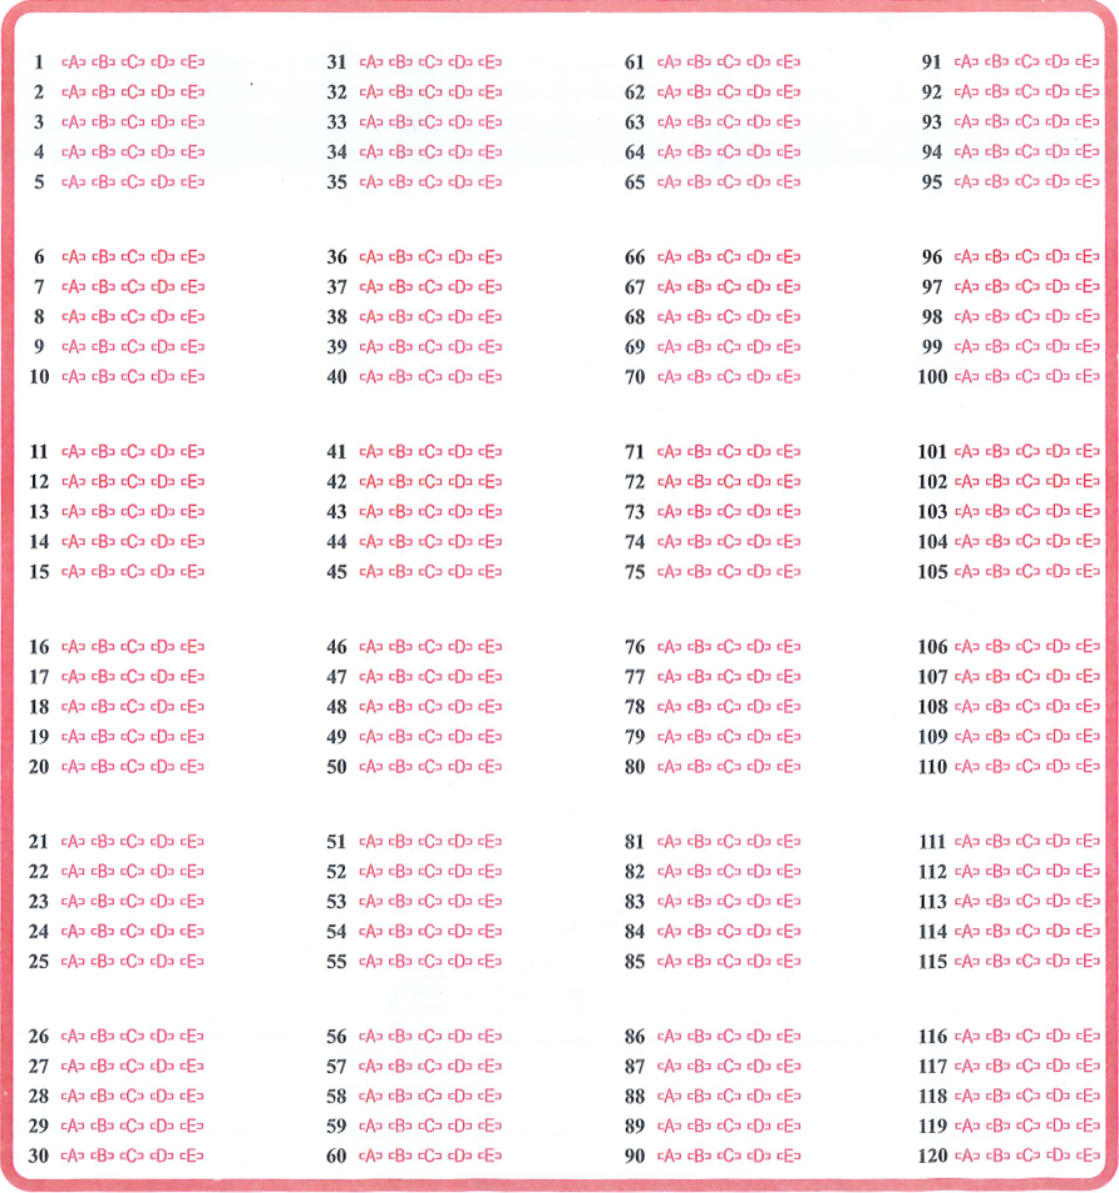 1 [A] [B] [C] [D] [E]
2 [A] [B] [C] [D] [E]
3 [A] [B] [C] [D] [E]
4 [A] [B] [C] [D] [E]
5 [A] [B] [C] [D] [E]
6 [A] [B] [C] [D] [E]
7 [A] [B] [C] [D] [E]
8 [A] [B] [C] [D] [E]
9 [A] [B] [C] [D] [E]
10 [A] [B] [C] [D] [E]
11 [A] [B] [C] [D] [E]
12 [A] [B] [C] [D] [E]
13 [A] [B] [C] [D] [E]
14 [A] [B] [C] [D] [E]
15 [A] [B] [C] [D] [E]
16 [A] [B] [C] [D] [E]
17 [A] [B] [C] [D] [E]
18 [A] [B] [C] [D] [E]
19 [A] [B] [C] [D] [E]
20 [A] [B] [C] [D] [E]
21 [A] [B] [C] [D] [E]
22 [A] [B] [C] [D] [E]
23 [A] [B] [C] [D] [E]
24 [A] [B] [C] [D] [E]
25 [A] [B] [C] [D] [E]
26 [A] [B] [C] [D] [E]
27 [A] [B] [C] [D] [E]
28 [A] [B] [C] [D] [E]
29 [A] [B] [C] [D] [E]
30 [A] [B] [C] [D] [E]
31 [A] [B] [C] [D] [E]
32 [A] [B] [C] [D] [E]
33 [A] [B] [C] [D] [E]
34 [A] [B] [C] [D] [E]
35 [A] [B] [C] [D] [E]
36 [A] [B] [C] [D] [E]
37 [A] [B] [C] [D] [E]
38 [A] [B] [C] [D] [E]
39 [A] [B] [C] [D] [E]
40 [A] [B] [C] [D] [E]
41 [A] [B] [C] [D] [E]
42 [A] [B] [C] [D] [E]
43 [A] [B] [C] [D] [E]
44 [A] [B] [C] [D] [E]
45 [A] [B] [C] [D] [E]
46 [A] [B] [C] [D] [E]
47 [A] [B] [C] [D] [E]
48 [A] [B] [C] [D] [E]
49 [A] [B] [C] [D] [E]
50 [A] [B] [C] [D] [E]
51 [A] [B] [C] [D] [E]
52 [A] [B] [C] [D] [E]
53 [A] [B] [C] [D] [E]
54 [A] [B] [C] [D] [E]
55 [A] [B] [C] [D] [E]
56 [A] [B] [C] [D] [E]
57 [A] [B] [C] [D] [E]
58 [A] [B] [C] [D] [E]
59 [A] [B] [C] [D] [E]
60 [A] [B] [C] [D] [E]
61 [A] [B] [C] [D] [E]
62 [A] [B] [C] [D] [E]
63 [A] [B] [C] [D] [E]
64 [A] [B] [C] [D] [E]
65 [A] [B] [C] [D] [E]
66 [A] [B] [C] [D] [E]
67 [A] [B] [C] [D] [E]
68 [A] [B] [C] [D] [E]
69 [A] [B] [C] [D] [E]
70 [A] [B] [C] [D] [E]
71 [A] [B] [C] [D] [E]
72 [A] [B] [C] [D] [E]
73 [A] [B] [C] [D] [E]
74 [A] [B] [C] [D] [E]
75 [A] [B] [C] [D] [E]
76 [A] [B] [C] [D] [E]
77 [A] [B] [C] [D] [E]
78 [A] [B] [C] [D] [E]
79 [A] [B] [C] [D] [E]
80 [A] [B] [C] [D] [E]
81 [A] [B] [C] [D] [E]
82 [A] [B] [C] [D] [E]
83 [A] [B] [C] [D] [E]
84 [A] [B] [C] [D] [E]
85 [A] [B] [C] [D] [E]
86 [A] [B] [C] [D] [E]
87 [A] [B] [C] [D] [E]
88 [A] [B] [C] [D] [E]
89 [A] [B] [C] [D] [E]
90 [A] [B] [C] [D] [E]
91 [A] [B] [C] [D] [E]
92 [A] [B] [C] [D] [E]
93 [A] [B] [C] [D] [E]
94 [A] [B] [C] [D] [E]
95 [A] [B] [C] [D] [E]
96 [A] [B] [C] [D] [E]
97 [A] [B] [C] [D] [E]
98 [A] [B] [C] [D] [E]
99 [A] [B] [C] [D] [E]
100 [A] [B] [C] [D] [E]
101 [A] [B] [C] [D] [E]
102 [A] [B] [C] [D] [E]
103 [A] [B] [C] [D] [E]
104 [A] [B] [C] [D] [E]
105 [A] [B] [C] [D] [E]
106 [A] [B] [C] [D] [E]
107 [A] [B] [C] [D] [E]
108 [A] [B] [C] [D] [E]
109 [A] [B] [C] [D] [E]
110 [A] [B] [C] [D] [E]
111 [A] [B] [C] [D] [E]
112 [A] [B] [C] [D] [E]
113 [A] [B] [C] [D] [E]
114 [A] [B] [C] [D] [E]
115 [A] [B] [C] [D] [E]
116 [A] [B] [C] [D] [E]
117 [A] [B] [C] [D] [E]
118 [A] [B] [C] [D] [E]
119 [A] [B] [C] [D] [E]
120 [A] [B] [C] [D] [E]